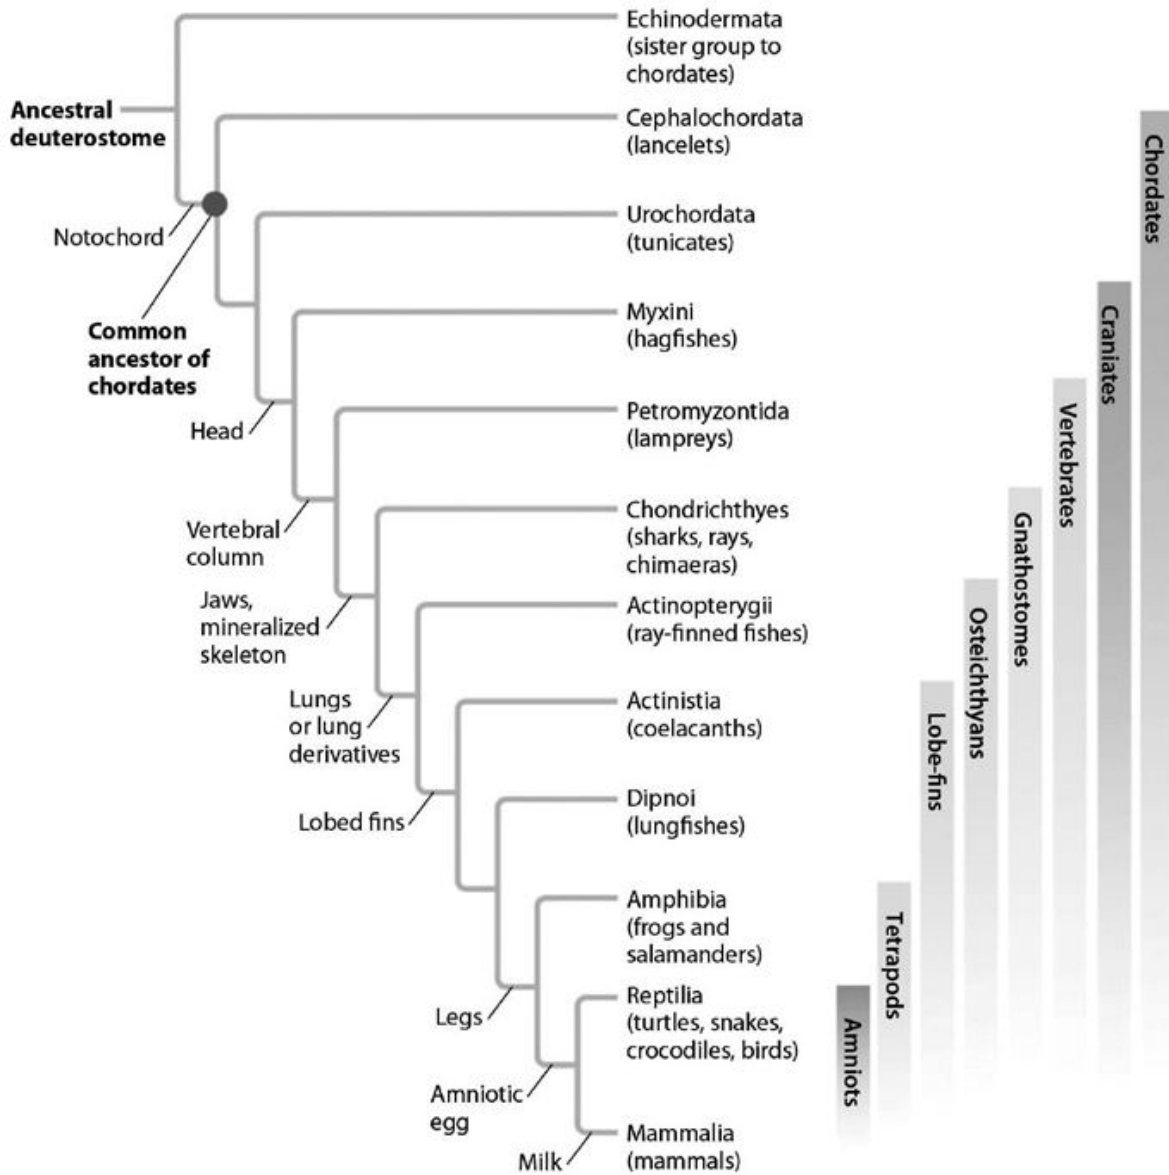 Echinodermata
(sister group to
chordates)
Ancestral
deuterostome
Cephalochordata
(lancelets)
Chordates
Notochord
Urochordata
(tunicates)
Common
ancestor of
chordates
Myxini
(hagfishes)
Craniates
Head
Petromyzontida
(lampreys)
Vertebrates
Vertebral
column
Chondrichthyes
(sharks, rays,
chimaeras)
Gnathostomes
Jaws,
mineralized
skeleton
Actinopterygii
(ray-finned fishes)
Osteichthyans
Lungs
or lung
derivatives
Actinistia
(coelacanths)
Lobe-fins
Lobed fins
Dipnoi
(lungfishes)
Amphibia
(frogs and
salamanders)
Tetrapods
Legs
Reptilia
(turtles, snakes,
crocodiles, birds)
Amniots
Amniotic
egg
Mammalia
(mammals)
Milk